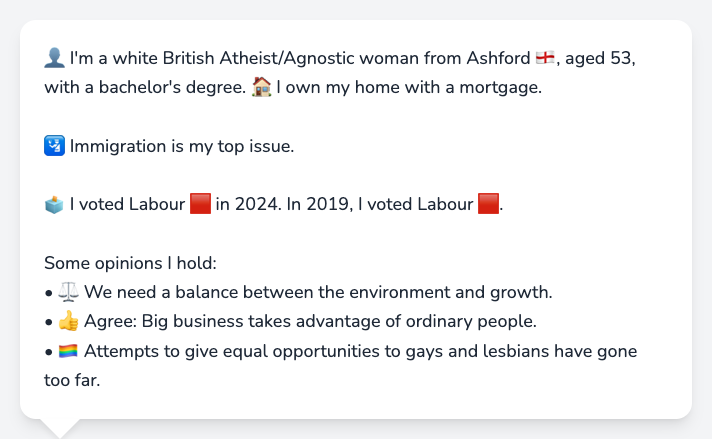 👤 I'm a white British Atheist/Agnostic woman from Ashford 🏴󠁧󠁢󠁥󠁮󠁧󠁿, aged 53,
with a bachelor's degree. 🏠 I own my home with a mortgage.
🛂 Immigration is my top issue.
🗳️ I voted Labour 🟥 in 2024. In 2019, I voted Labour 🟥.
Some opinions I hold:
• ⚖️ We need a balance between the environment and growth.
• 👍 Agree: Big business takes advantage of ordinary people.
• 🏳️‍🌈 Attempts to give equal opportunities to gays and lesbians have gone
too far.